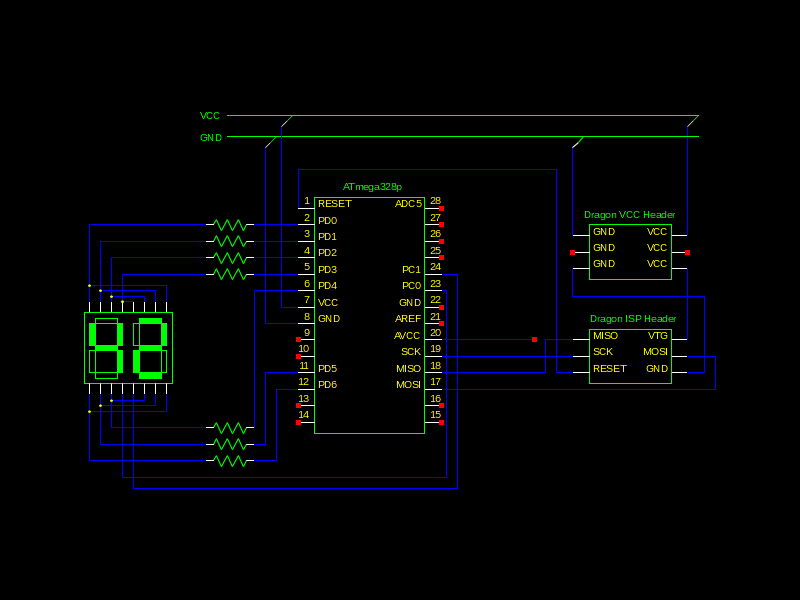 VCC
GND
ATmega328p
1 RESET ADC5 28
2 PD0 27
3 PD1 26
4 PD2 25
5 PD3 PC1 24
6 PD4 PC0 23
7 VCC GND 22
8 GND AREF 21
9 AVCC 20
10 SCK 19
11 PD5 MISO 18
12 PD6 MOSI 17
13 16
14 15
Dragon VCC Header
GND VCC
GND VCC
GND VCC
Dragon ISP Header
MISO VTG
SCK MOSI
RESET GND